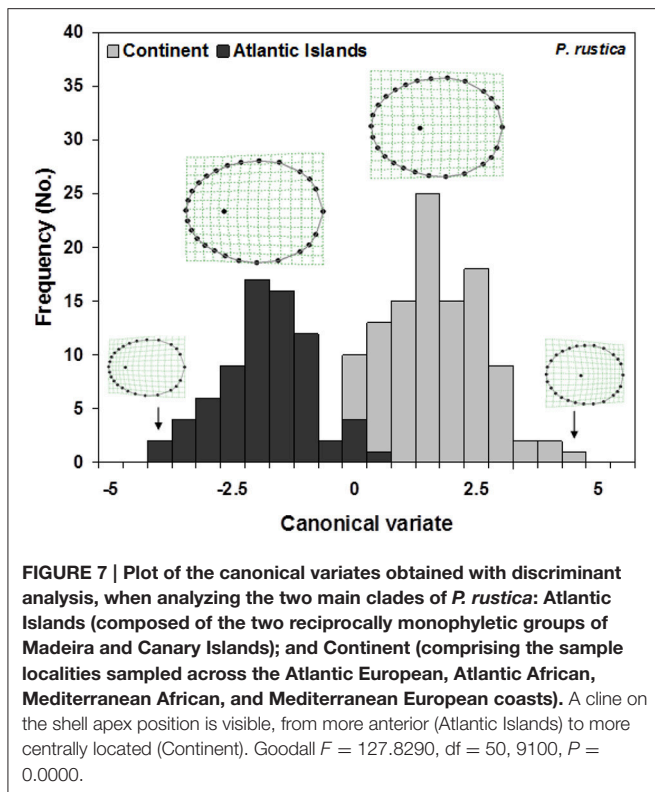 40
Continent Atlantic Islands P. rustica
35
30
25
20
15
10
5
0
Frequency (No.)
-5 -2.5 0 2.5 5
Canonical variate
FIGURE 7 | Plot of the canonical variates obtained with discriminant
analysis, when analyzing the two main clades of P. rustica: Atlantic
Islands (composed of the two reciprocally monophyletic groups of
Madeira and Canary Islands); and Continent (comprising the sample
localities sampled across the Atlantic European, Atlantic African,
Mediterranean African, and Mediterranean European coasts). A cline on
the shell apex position is visible, from more anterior (Atlantic Islands) to more
centrally located (Continent). Goodall F = 127.8290, df = 50, 9100, P =
0.0000.